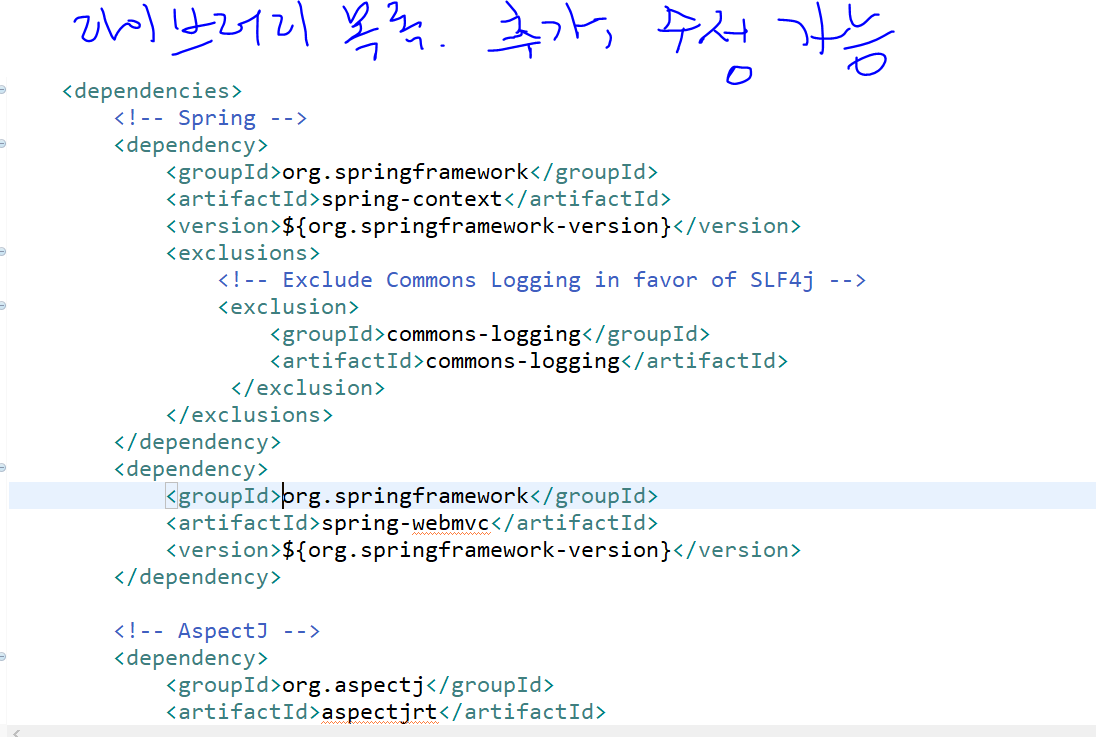 라이브러리 목록. 추가, 수정 가능
<dependencies>
<!-- Spring -->
<dependency>
<groupId>org.springframework</groupId>
<artifactId>spring-context</artifactId>
<version>${org.springframework-version}</version>
<exclusions>
<!-- Exclude Commons Logging in favor of SLF4j -->
<exclusion>
<groupId>commons-logging</groupId>
<artifactId>commons-logging</artifactId>
</exclusion>
</exclusions>
</dependency>
<dependency>
<groupId>org.springframework</groupId>
<artifactId>spring-webmvc</artifactId>
<version>${org.springframework-version}</version>
</dependency>
<!-- AspectJ -->
<dependency>
<groupId>org.aspectj</groupId>
<artifactId>aspectjrt</artifactId>